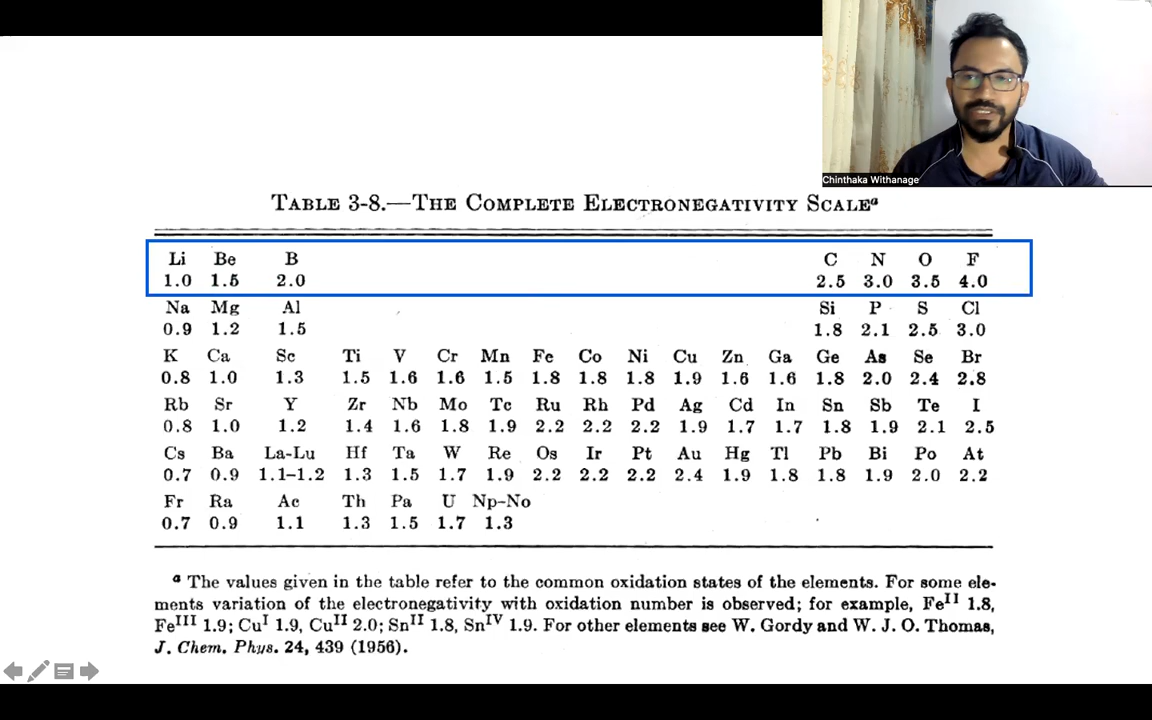 Chinthaka Withanage
TABLE 3-8.—THE COMPLETE ELECTRONEGATIVITY SCALEᵃ
Li Be B C N O F
1.0 1.5 2.0 2.5 3.0 3.5 4.0
Na Mg Al Si P S Cl
0.9 1.2 1.5 1.8 2.1 2.5 3.0
K Ca Sc Ti V Cr Mn Fe Co Ni Cu Zn Ga Ge As Se Br
0.8 1.0 1.3 1.5 1.6 1.6 1.5 1.8 1.8 1.8 1.9 1.6 1.6 1.8 2.0 2.4 2.8
Rb Sr Y Zr Nb Mo Tc Ru Rh Pd Ag Cd In Sn Sb Te I
0.8 1.0 1.2 1.4 1.6 1.8 1.9 2.2 2.2 2.2 1.9 1.7 1.7 1.8 1.9 2.1 2.5
Cs Ba La-Lu Hf Ta W Re Os Ir Pt Au Hg Tl Pb Bi Po At
0.7 0.9 1.1–1.2 1.3 1.5 1.7 1.9 2.2 2.2 2.2 2.4 1.9 1.8 1.8 1.9 2.0 2.2
Fr Ra Ac Th Pa U Np–No
0.7 0.9 1.1 1.3 1.5 1.7 1.3
ᵃ The values given in the table refer to the common oxidation states of the elements. For some ele-
ments variation of the electronegativity with oxidation number is observed; for example, Feᴵᴵ 1.8,
Feᴵᴵᴵ 1.9; Cuᴵ 1.9, Cuᴵᴵ 2.0; Snᴵᴵ 1.8, Snᴵⱽ 1.9. For other elements see W. Gordy and W. J. O. Thomas,
J. Chem. Phys. 24, 439 (1956).